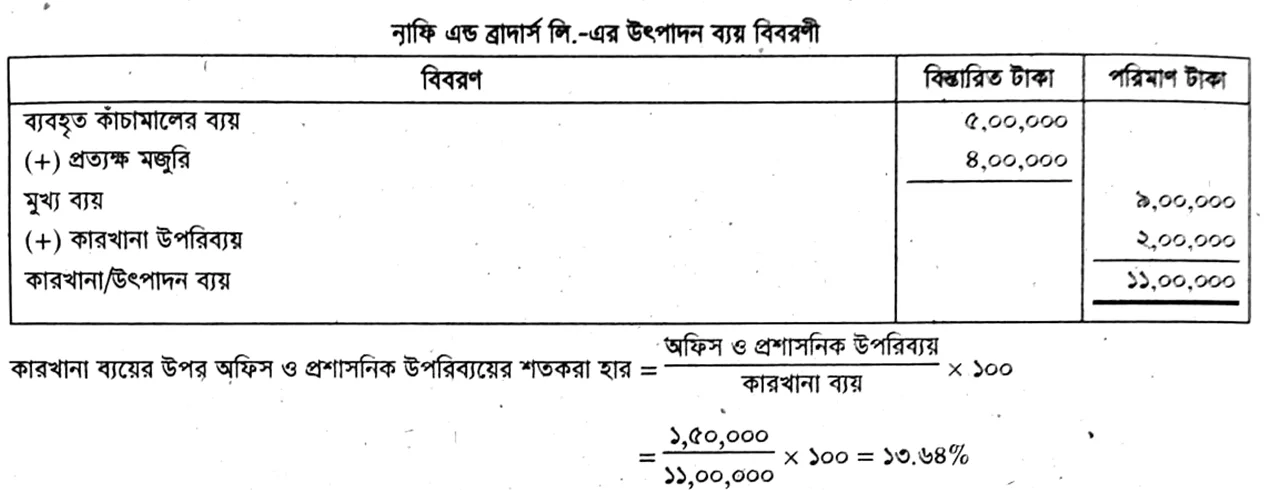 নাফি এন্ড ব্রাদার্স লি.-এর উৎপাদন ব্যয় বিবরণী
বিবরণ বিস্তারিত টাকা পরিমাণ টাকা
ব্যবহৃত কাঁচামালের ব্যয় ৫,০০,০০০
(+) প্রত্যক্ষ মজুরি ৪,০০,০০০
মুখ্য ব্যয় ৯,০০,০০০
(+) কারখানা উপরিব্যয় ২,০০,০০০
কারখানা/উৎপাদন ব্যয় ১১,০০,০০০
কারখানা ব্যয়ের উপর অফিস ও প্রশাসনিক উপরিব্যয়ের শতকরা হার = অফিস ও প্রশাসনিক উপরিব্যয় / কারখানা ব্যয় × ১০০
= ১,৫০,০০০ / ১১,০০,০০০ × ১০০ = ১৩.৬৪%